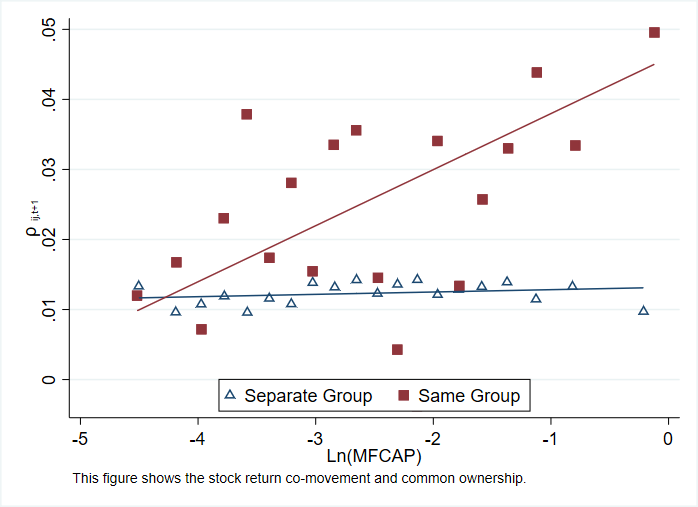 .05
.04
.03
.02
.01
0
ρ ij,t+1
-5 -4 -3 -2 -1 0
Separate Group Same Group
Ln(MFCAP)
This figure shows the stock return co-movement and common ownership.